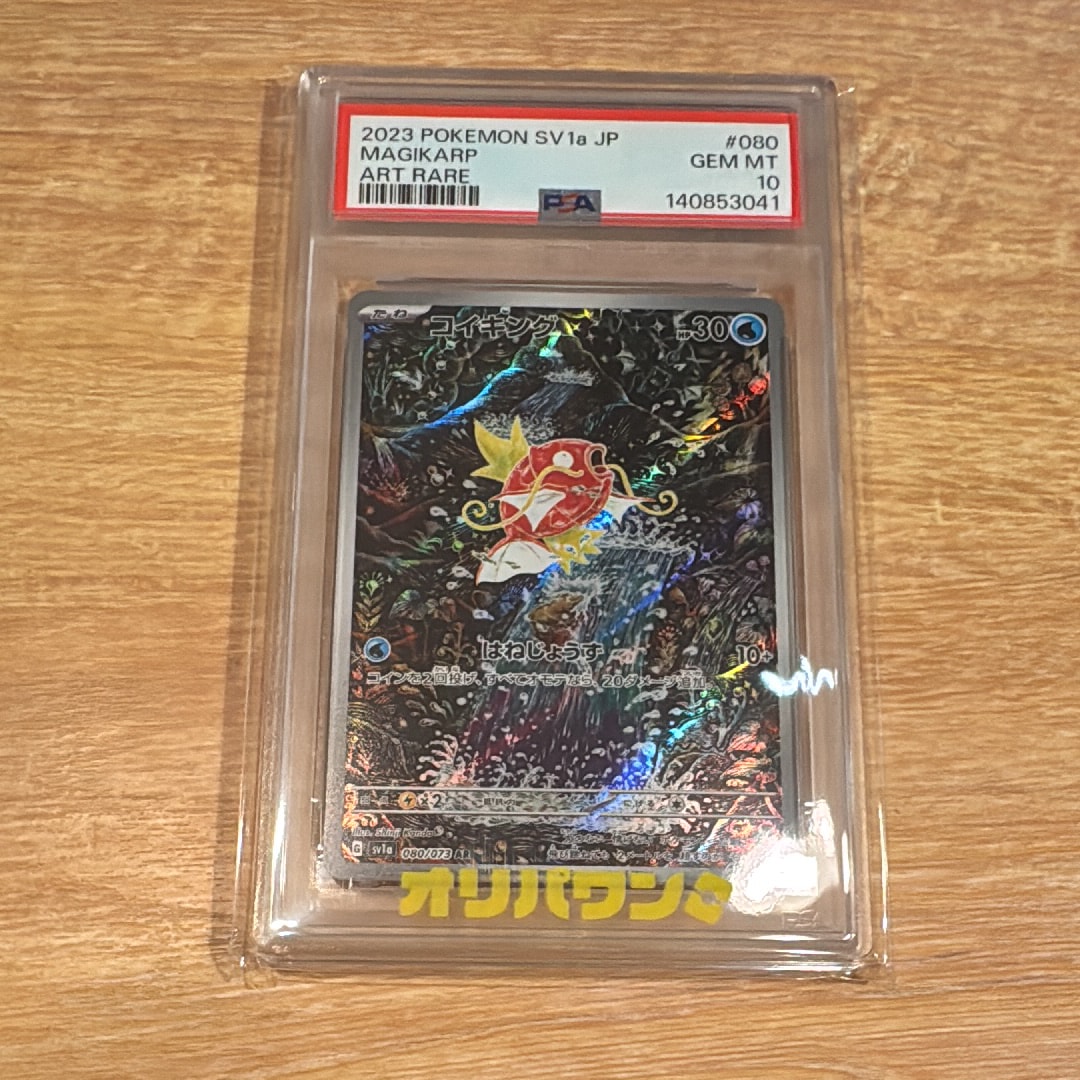 2023 POKEMON SV1a JP #080
MAGIKARP GEM MT
ART RARE 10
PSA 140853041
たね コイキング HP30
はねじょうず 10+
コインを2回投げ、すべてオモテなら、20ダメージ追加。
×2
Illus. Shinji Kanda
G sv1a 080/073 AR
オリパワン